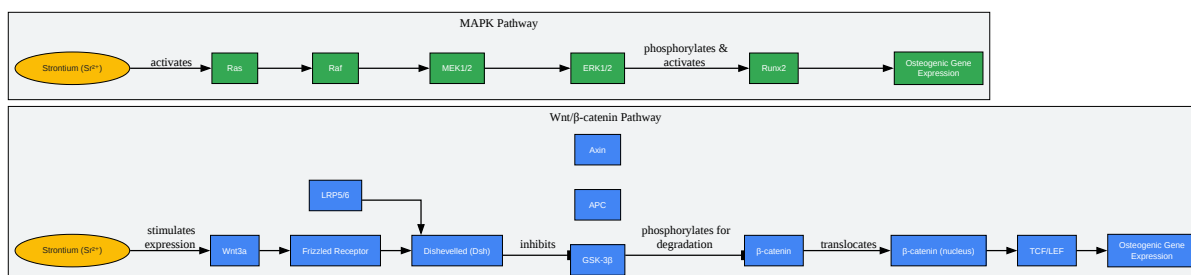 MAPK Pathway
Strontium (Sr²⁺)
activates
Ras
Raf
MEK1/2
ERK1/2
phosphorylates &
activates
Runx2
Osteogenic Gene
Expression
Wnt/β-catenin Pathway
Axin
LRP5/6
APC
Strontium (Sr²⁺)
stimulates
expression
Wnt3a
Frizzled Receptor
Dishevelled (Dsh)
inhibits
GSK-3β
phosphorylates for
degradation
β-catenin
translocates
β-catenin (nucleus)
TCF/LEF
Osteogenic Gene
Expression